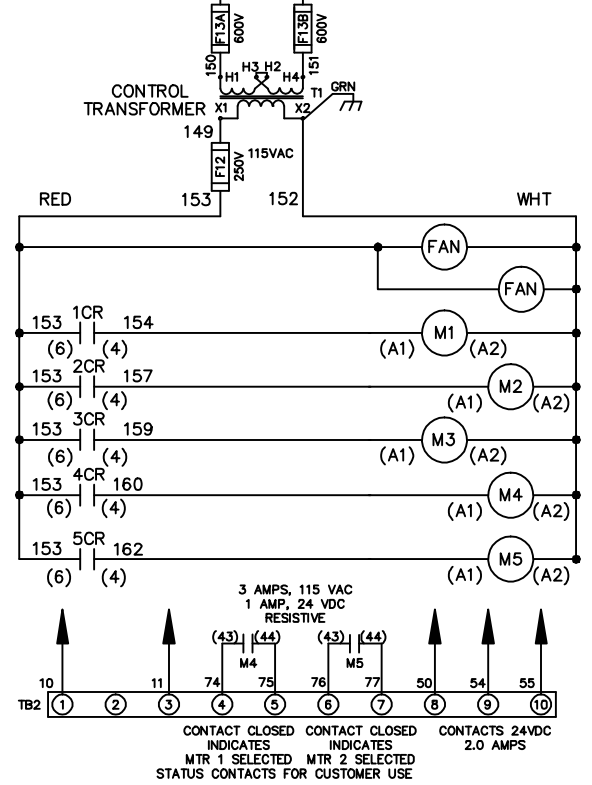 F13A 600V F13B 600V
150 151
H1 H3 H2 H4
CONTROL
TRANSFORMER
T1 GRN
X1 X2
149
F12 250V 115VAC
RED 153 152 WHT
FAN
FAN
1CR
153 154 M1
(6) (4) (A1) (A2)
2CR
153 157 M2
(6) (4) (A1) (A2)
3CR
153 159 M3
(6) (4) (A1) (A2)
4CR
153 160 M4
(6) (4) (A1) (A2)
5CR
153 162 M5
(6) (4) (A1) (A2)
3 AMPS, 115 VAC
1 AMP, 24 VDC
RESISTIVE
(43) (44) (43) (44)
M4 M5
10 11 74 75 76 77 50 54 55
TB2 1 2 3 4 5 6 7 8 9 10
CONTACT CLOSED
INDICATES
MTR 1 SELECTED
CONTACT CLOSED
INDICATES
MTR 2 SELECTED
STATUS CONTACTS FOR CUSTOMER USE
CONTACTS 24VDC
2.0 AMPS